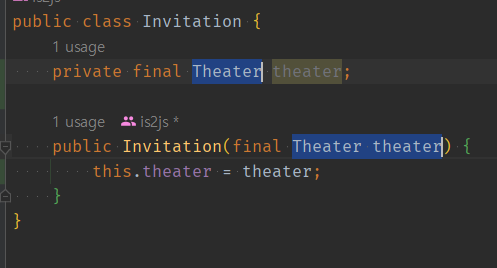 is2js
public class Invitation {
1 usage
private final Theater theater;
1 usage is2js *
public Invitation(final Theater theater) {
this.theater = theater;
}
}